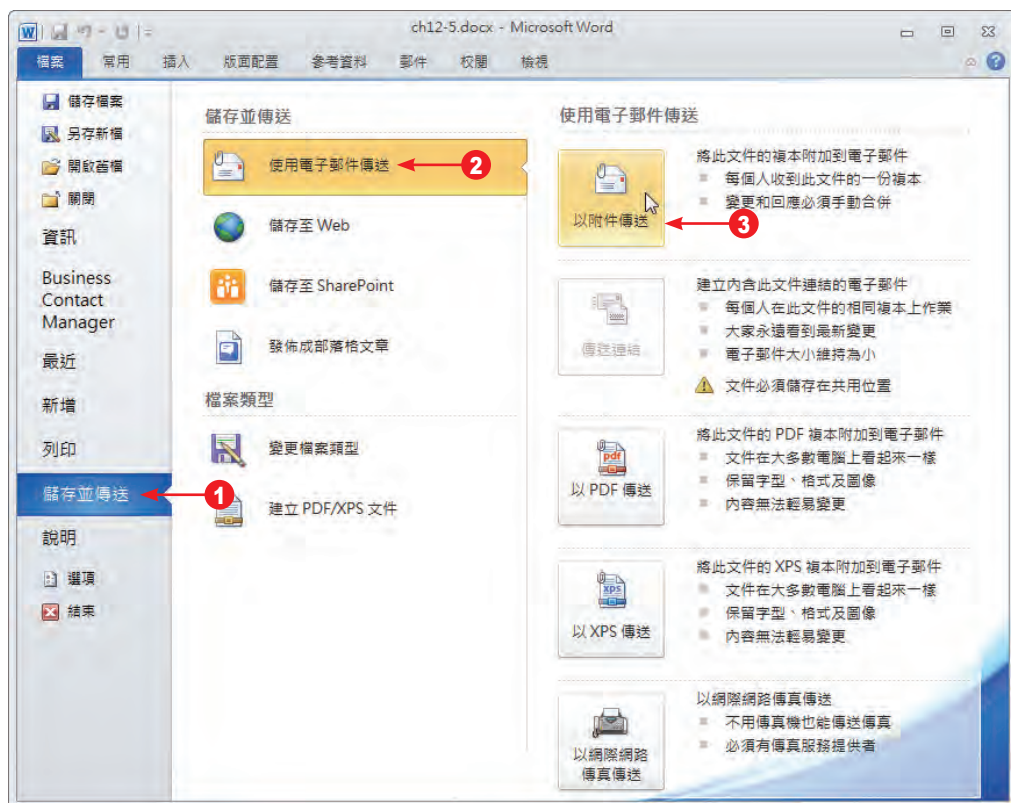 ch12-5.docx - Microsoft Word
檔案 常用 插入 版面配置 參考資料 郵件 校閱 檢視
儲存檔案
另存新檔
開啟舊檔
關閉
資訊
Business
Contact
Manager
最近
新增
列印
儲存並傳送
1
說明
選項
結束
儲存並傳送
使用電子郵件傳送
2
儲存至 Web
儲存至 SharePoint
發佈成部落格文章
檔案類型
變更檔案類型
建立 PDF/XPS 文件
使用電子郵件傳送
以附件傳送
3
將此文件的複本附加到電子郵件
每個人收到此文件的一份複本
變更和回應必須手動合併
傳送連結
建立內含此文件連結的電子郵件
每個人在此文件的相同複本上作業
大家永遠看到最新變更
電子郵件大小維持為小
文件必須儲存在共用位置
pdf
以 PDF 傳送
將此文件的 PDF 複本附加到電子郵件
文件在大多數電腦上看起來一樣
保留字型、格式及圖像
內容無法輕易變更
XPS
以 XPS 傳送
將此文件的 XPS 複本附加到電子郵件
文件在大多數電腦上看起來一樣
保留字型、格式及圖像
內容無法輕易變更
以網際網路
傳真傳送
以網際網路傳真傳送
不用傳真機也能傳送傳真
必須有傳真服務提供者